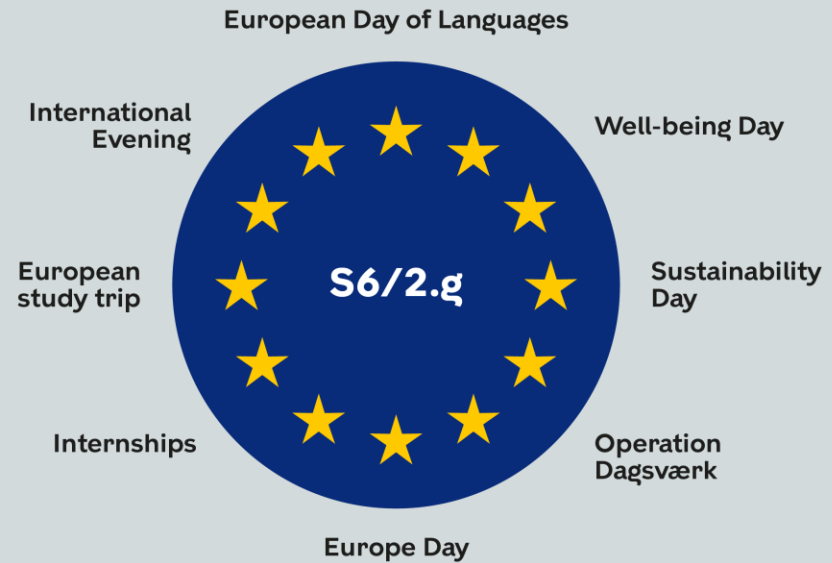 European Day of Languages
International
Evening
Well-being Day
European
study trip
S6/2.g
Sustainability
Day
Internships
Operation
Dagsværk
Europe Day